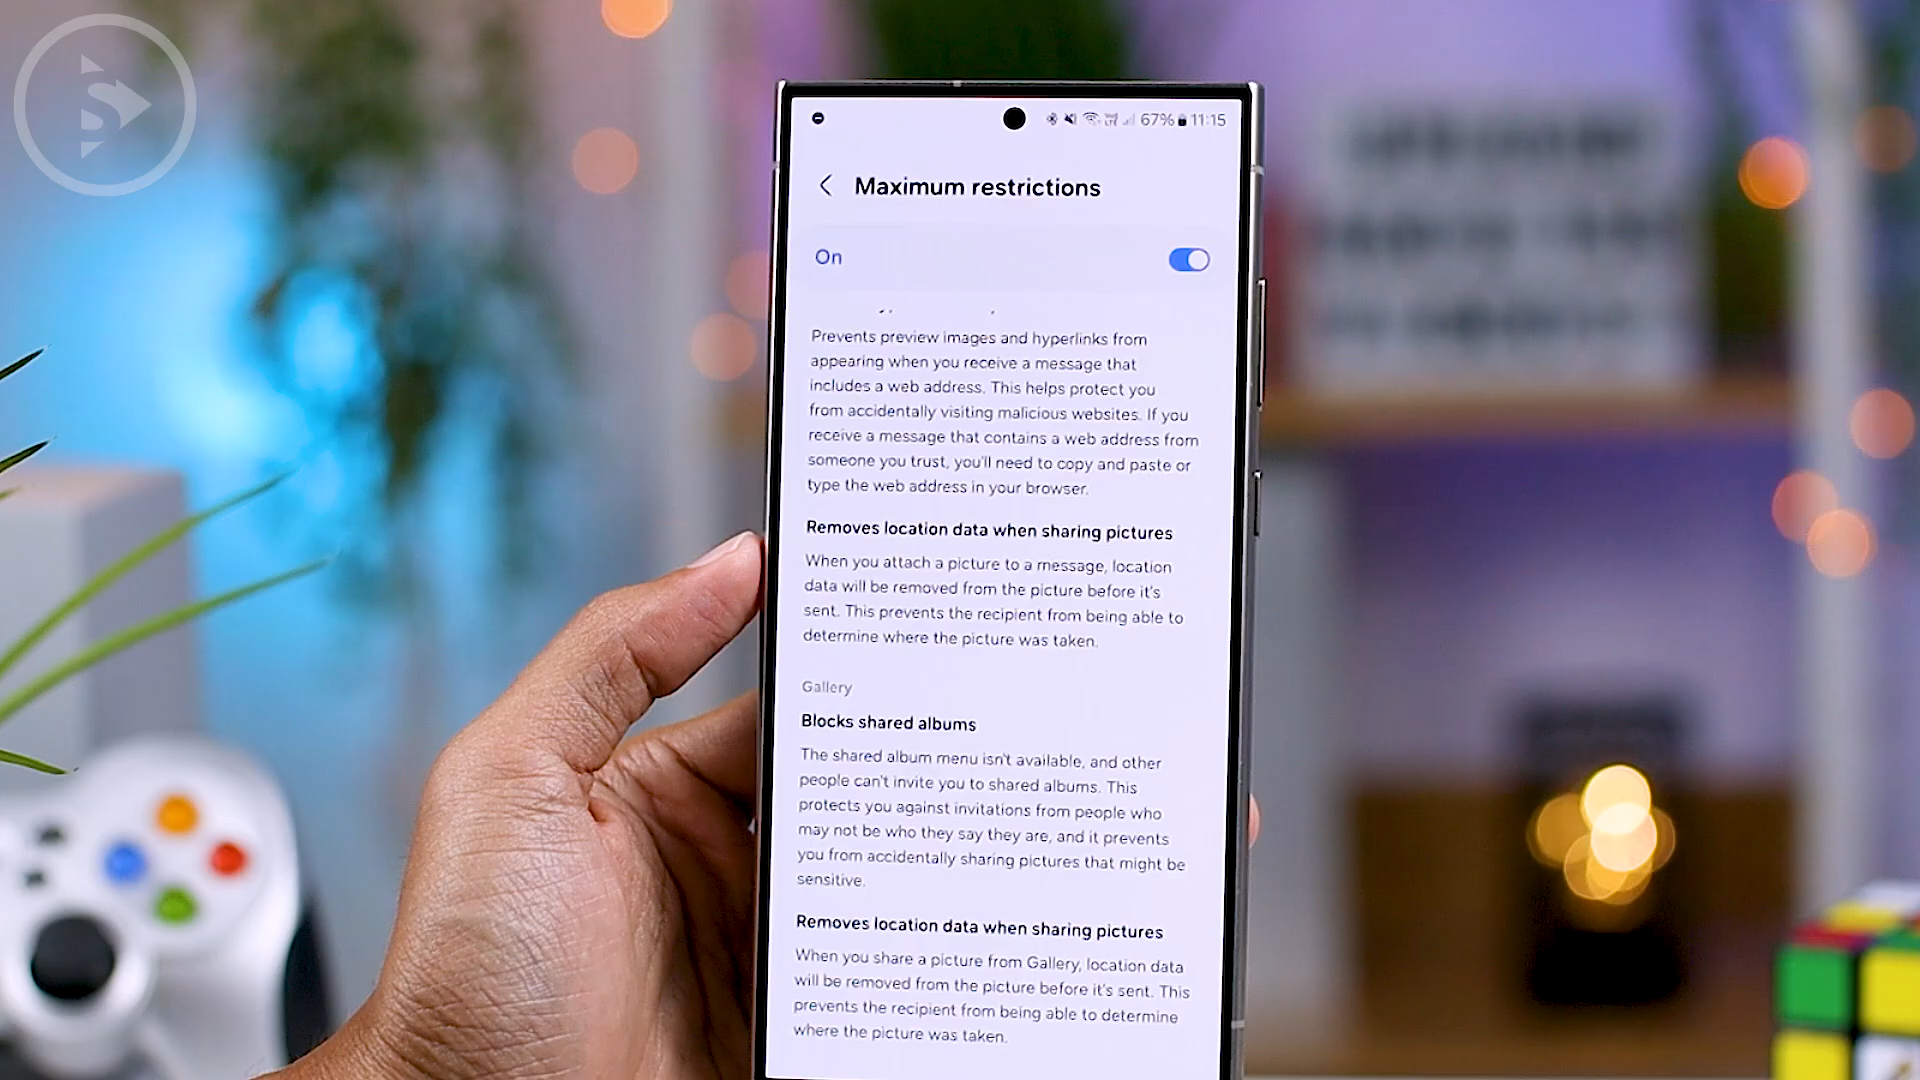 S
67% 11:15
Maximum restrictions
On
Prevents preview images and hyperlinks from
appearing when you receive a message that
includes a web address. This helps protect you
from accidentally visiting malicious websites. If you
receive a message that contains a web address from
someone you trust, you'll need to copy and paste or
type the web address in your browser.
Removes location data when sharing pictures
When you attach a picture to a message, location
data will be removed from the picture before it's
sent. This prevents the recipient from being able to
determine where the picture was taken.
Gallery
Blocks shared albums
The shared album menu isn't available, and other
people can't invite you to shared albums. This
protects you against invitations from people who
may not be who they say they are, and it prevents
you from accidentally sharing pictures that might be
sensitive.
Removes location data when sharing pictures
When you share a picture from Gallery, location data
will be removed from the picture before it's sent. This
prevents the recipient from being able to determine
where the picture was taken.